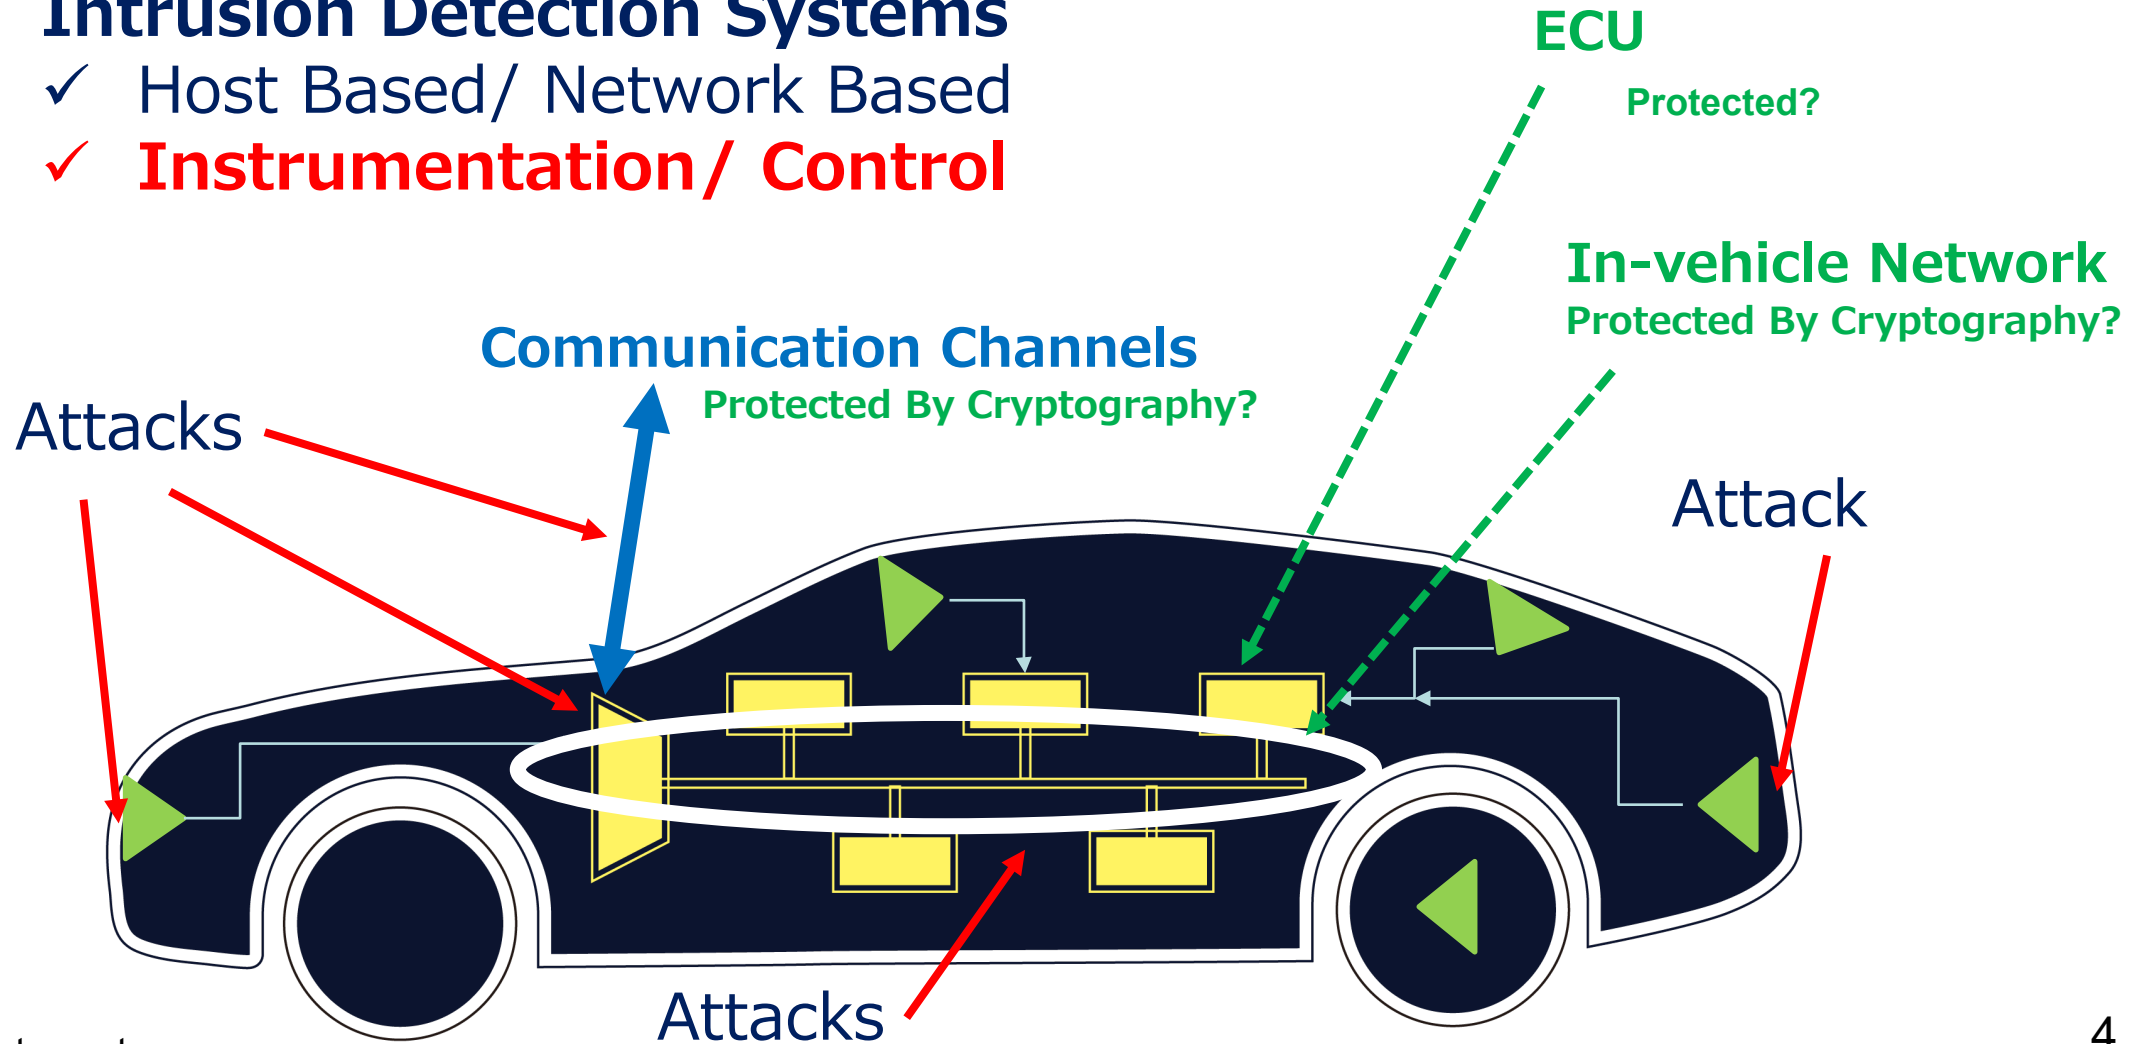 Intrusion Detection Systems
✓ Host Based/ Network Based
✓ Instrumentation/ Control
ECU
Protected?
In-vehicle Network
Protected By Cryptography?
Communication Channels
Protected By Cryptography?
Attacks
Attack
Attacks
4